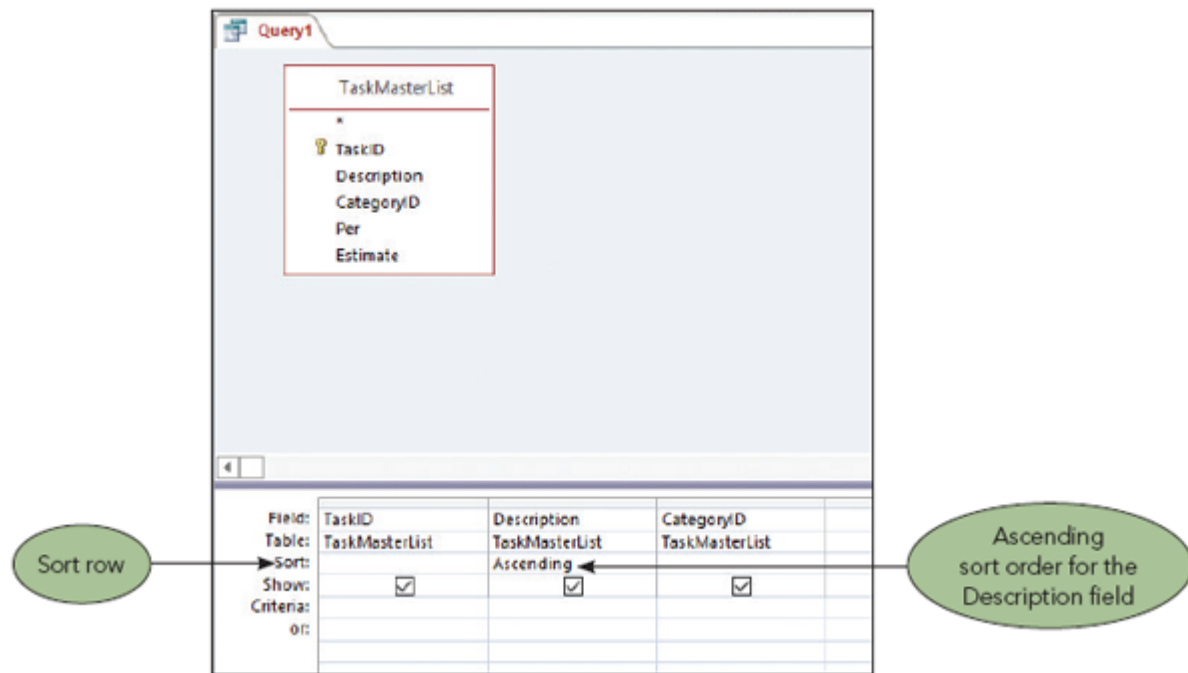 Query1
TaskMasterList
*
TaskID
Description
CategoryID
Per
Estimate
Field: TaskID Description CategoryID
Table: TaskMasterList TaskMasterList TaskMasterList
Sort: Ascending
Show:
Criteria:
or:
Sort row
Ascending
sort order for the
Description field